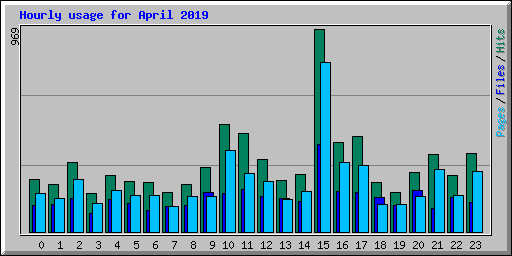 Hourly usage for April 2019
969
Pages/Files/Hits
0 1 2 3 4 5 6 7 8 9 10 11 12 13 14 15 16 17 18 19 20 21 22 23